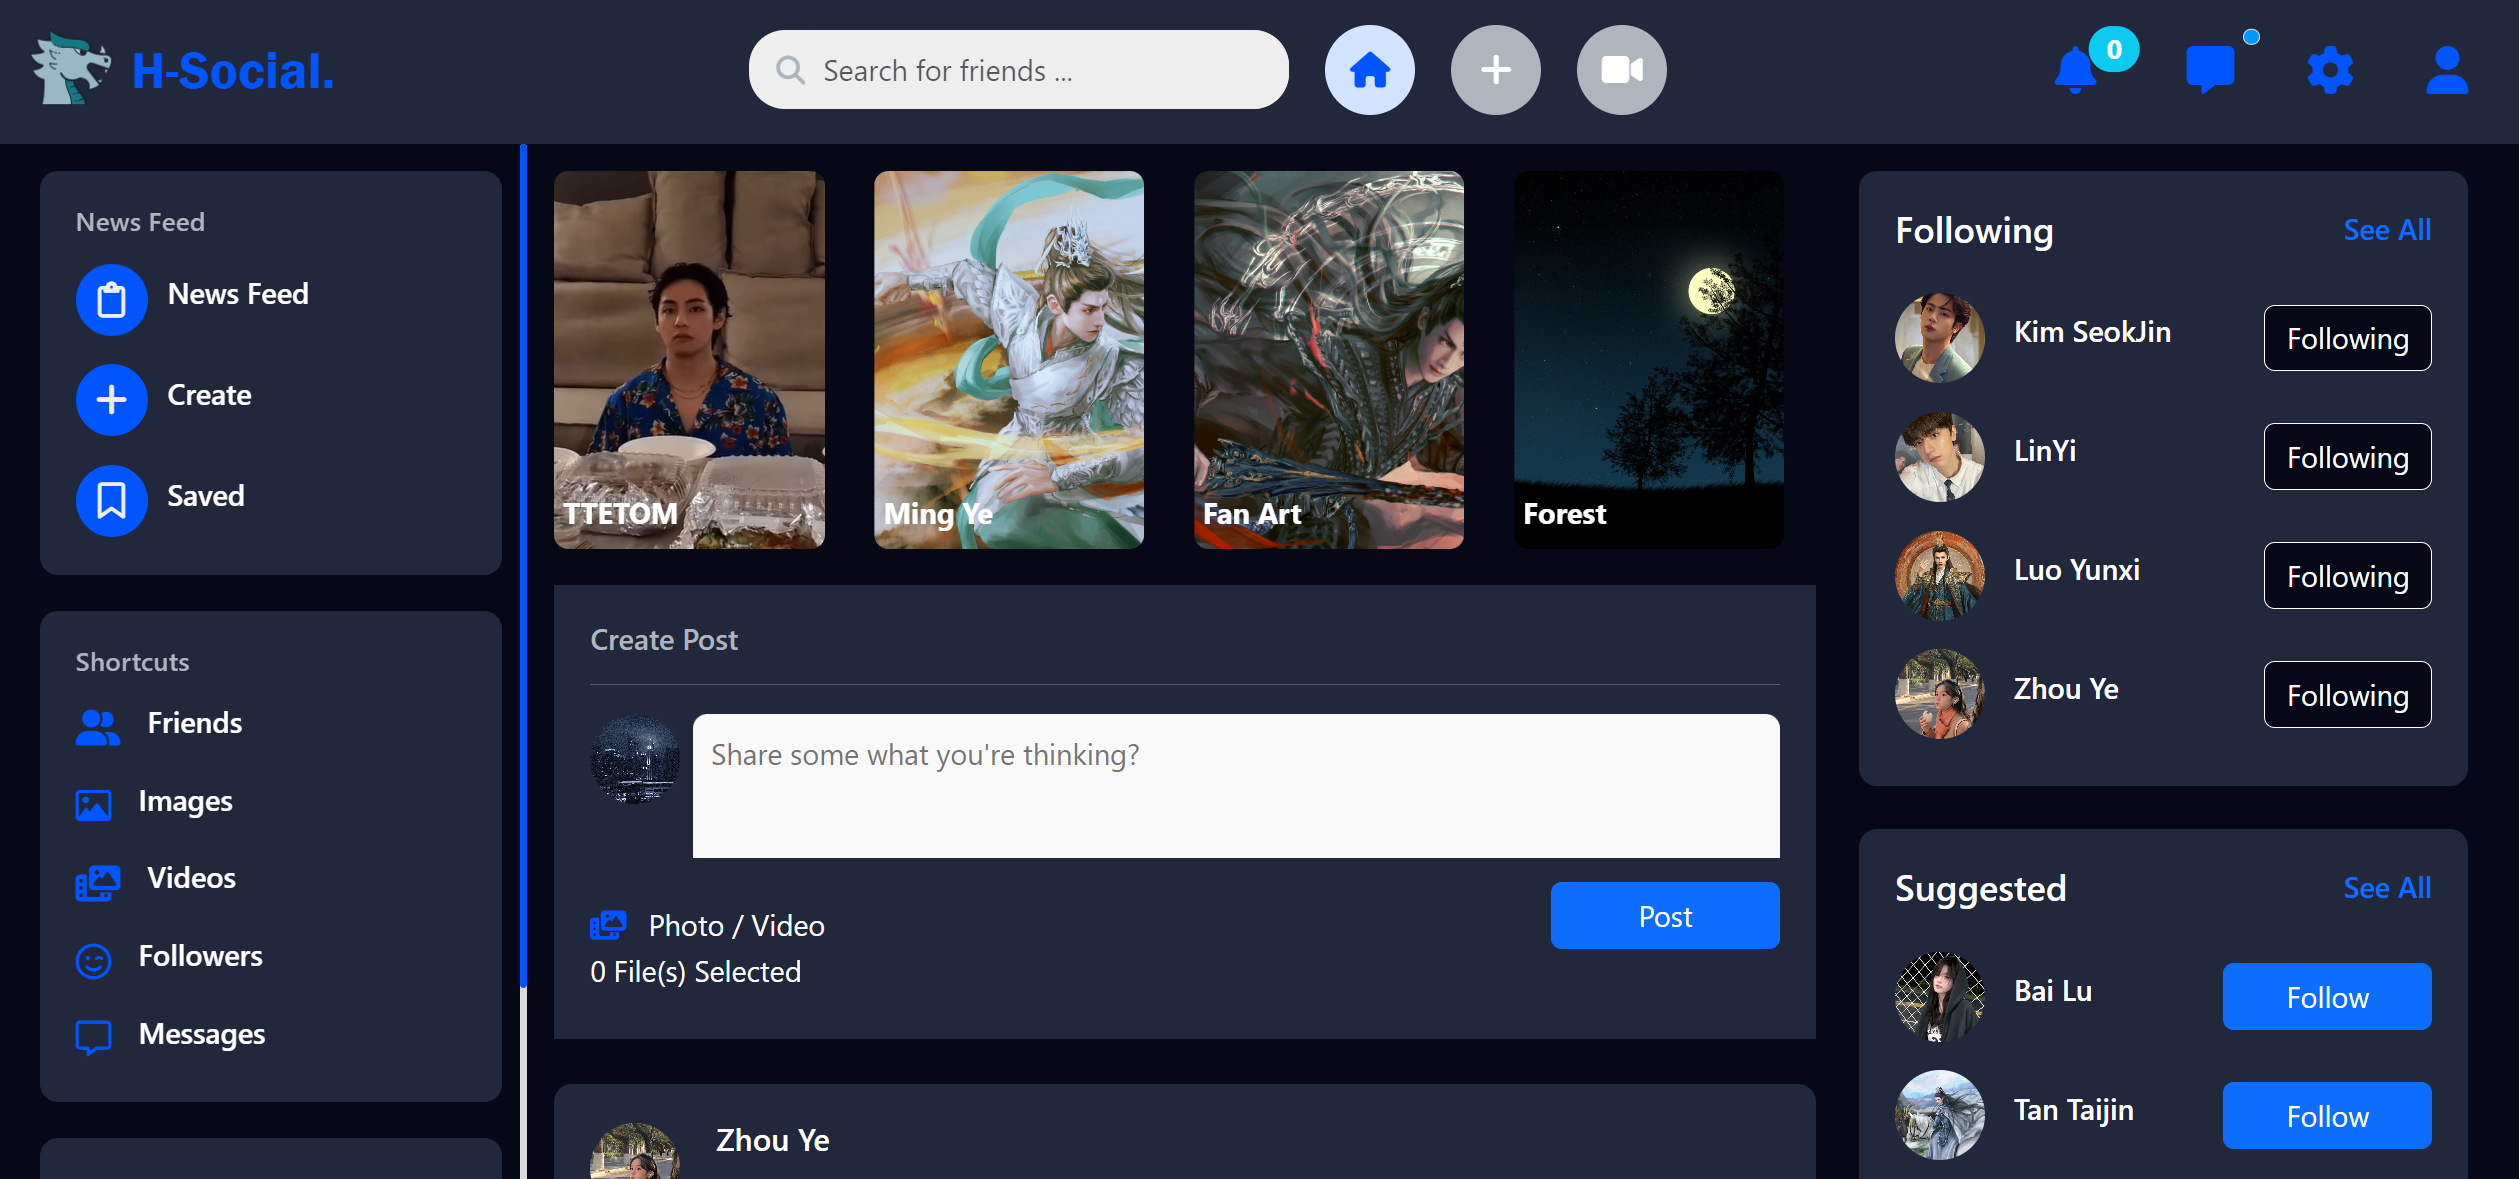 H-Social.
Search for friends ...
0
News Feed
News Feed
Create
Saved
Shortcuts
Friends
Images
Videos
Followers
Messages
TTETOM
Ming Ye
Fan Art
Forest
Create Post
Share some what you're thinking?
Photo / Video
Post
0 File(s) Selected
Zhou Ye
Following
See All
Kim SeokJin
Following
LinYi
Following
Luo Yunxi
Following
Zhou Ye
Following
Suggested
See All
Bai Lu
Follow
Tan Taijin
Follow